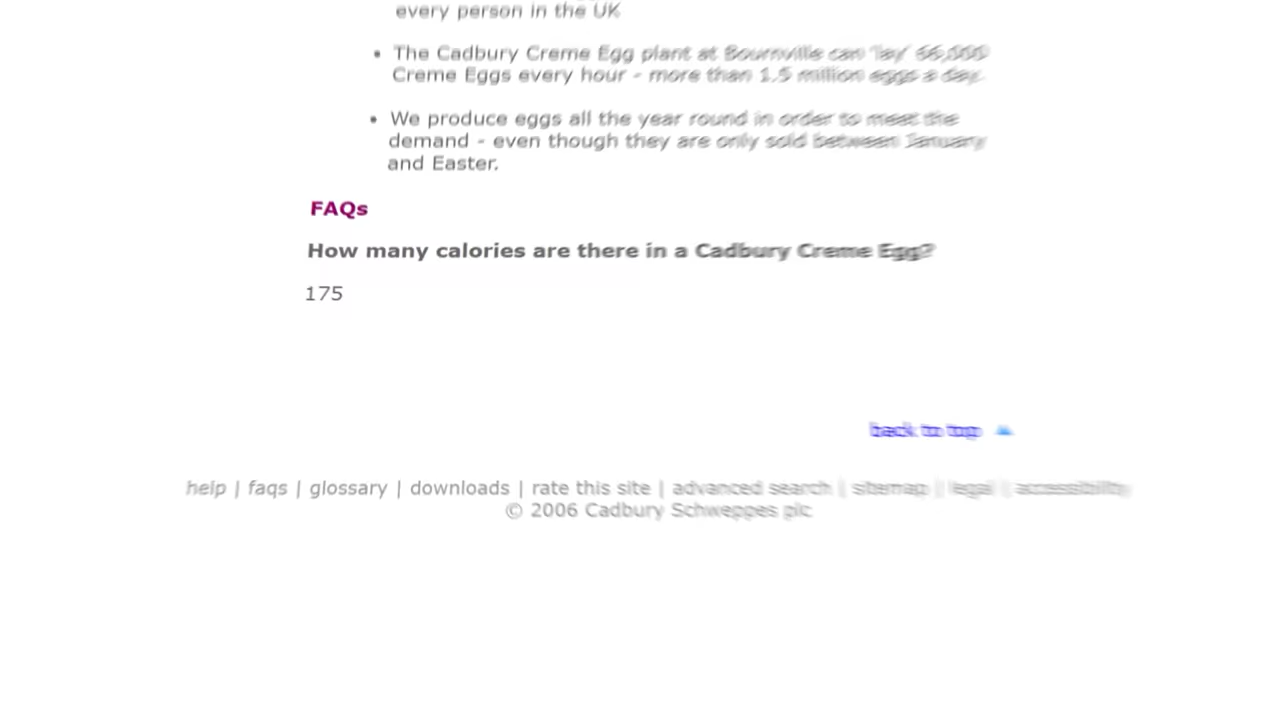 every person in the UK
• The Cadbury Creme Egg plant at Bournville can 'lay' 66,000
Creme Eggs every hour - more than 1.5 million eggs a day.
• We produce eggs all the year round in order to meet the
demand - even though they are only sold between January
and Easter.
FAQs
How many calories are there in a Cadbury Creme Egg?
175
back to top
help | faqs | glossary | downloads | rate this site | advanced search | sitemap | legal | accessibility
© 2006 Cadbury Schweppes plc